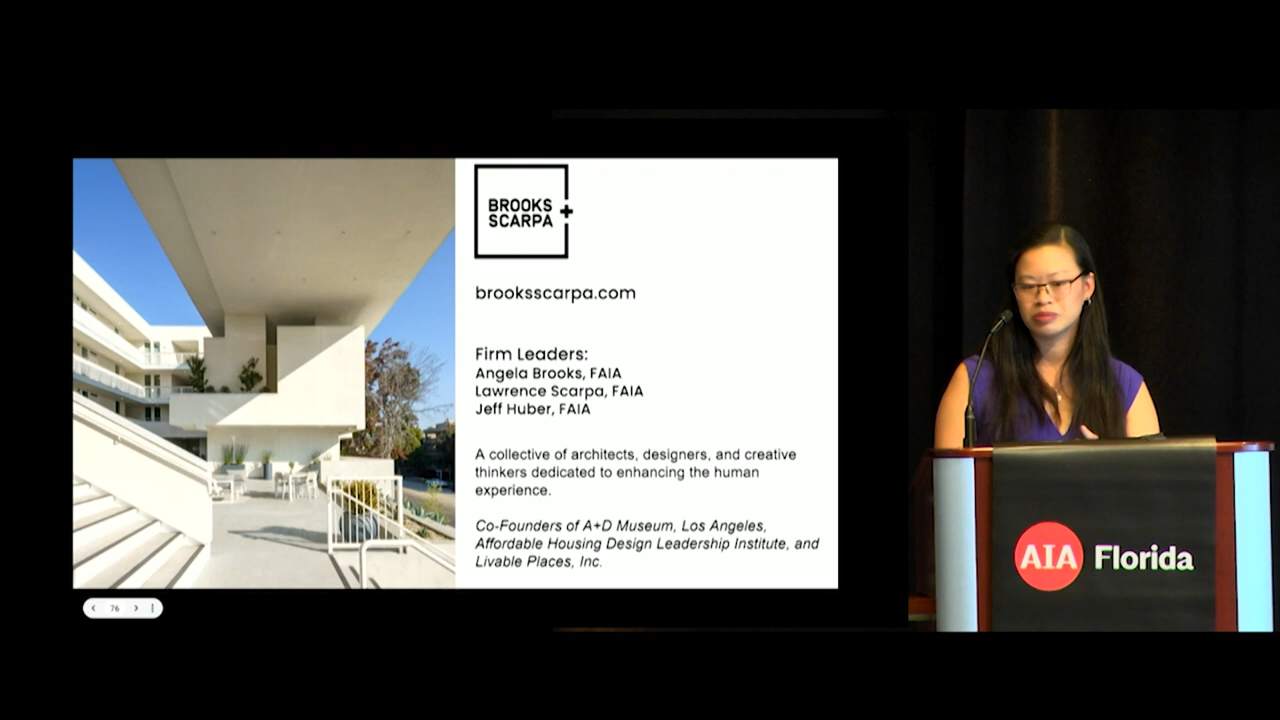 BROOKS
+
SCARPA
brooksscarpa.com
Firm Leaders:
Angela Brooks, FAIA
Lawrence Scarpa, FAIA
Jeff Huber, FAIA
A collective of architects, designers, and creative
thinkers dedicated to enhancing the human
experience.
Co-Founders of A+D Museum, Los Angeles,
Affordable Housing Design Leadership Institute, and
Livable Places, Inc.
76
AIA Florida